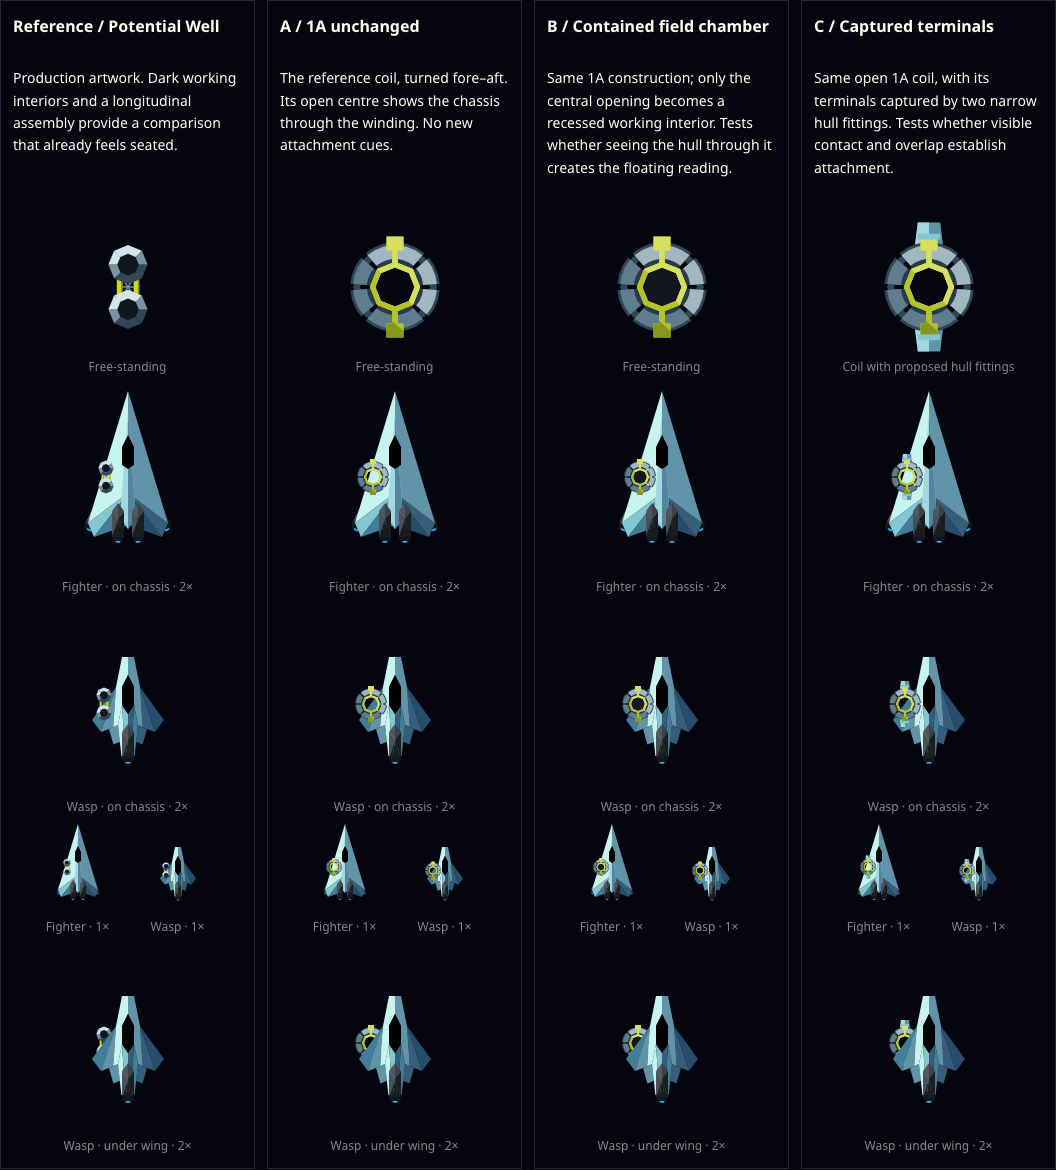 Reference / Potential Well
Production artwork. Dark working
interiors and a longitudinal
assembly provide a comparison
that already feels seated.
Free-standing
Fighter · on chassis · 2×
Wasp · on chassis · 2×
Fighter · 1×
Wasp · 1×
Wasp · under wing · 2×
A / 1A unchanged
The reference coil, turned fore–aft.
Its open centre shows the chassis
through the winding. No new
attachment cues.
Free-standing
Fighter · on chassis · 2×
Wasp · on chassis · 2×
Fighter · 1×
Wasp · 1×
Wasp · under wing · 2×
B / Contained field chamber
Same 1A construction; only the
central opening becomes a
recessed working interior. Tests
whether seeing the hull through it
creates the floating reading.
Free-standing
Fighter · on chassis · 2×
Wasp · on chassis · 2×
Fighter · 1×
Wasp · 1×
Wasp · under wing · 2×
C / Captured terminals
Same open 1A coil, with its
terminals captured by two narrow
hull fittings. Tests whether visible
contact and overlap establish
attachment.
Coil with proposed hull fittings
Fighter · on chassis · 2×
Wasp · on chassis · 2×
Fighter · 1×
Wasp · 1×
Wasp · under wing · 2×